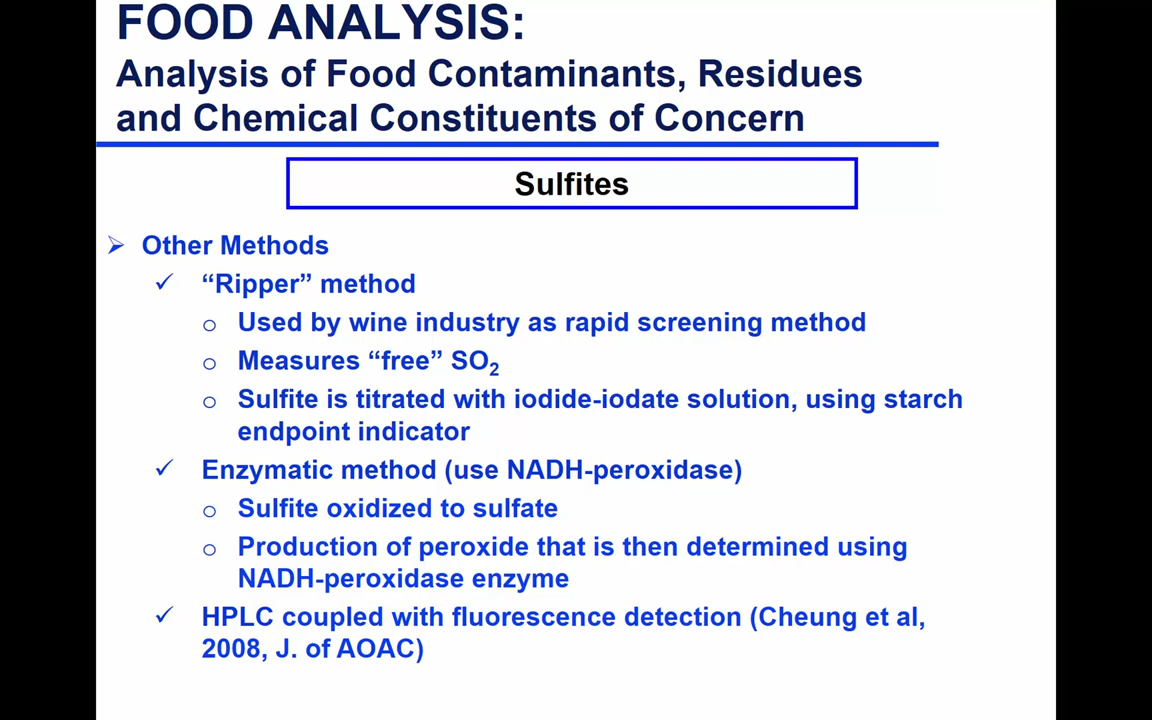 FOOD ANALYSIS:
Analysis of Food Contaminants, Residues
and Chemical Constituents of Concern
Sulfites
➢ Other Methods
✓ “Ripper” method
o Used by wine industry as rapid screening method
o Measures “free” SO₂
o Sulfite is titrated with iodide-iodate solution, using starch
endpoint indicator
✓ Enzymatic method (use NADH-peroxidase)
o Sulfite oxidized to sulfate
o Production of peroxide that is then determined using
NADH-peroxidase enzyme
✓ HPLC coupled with fluorescence detection (Cheung et al,
2008, J. of AOAC)